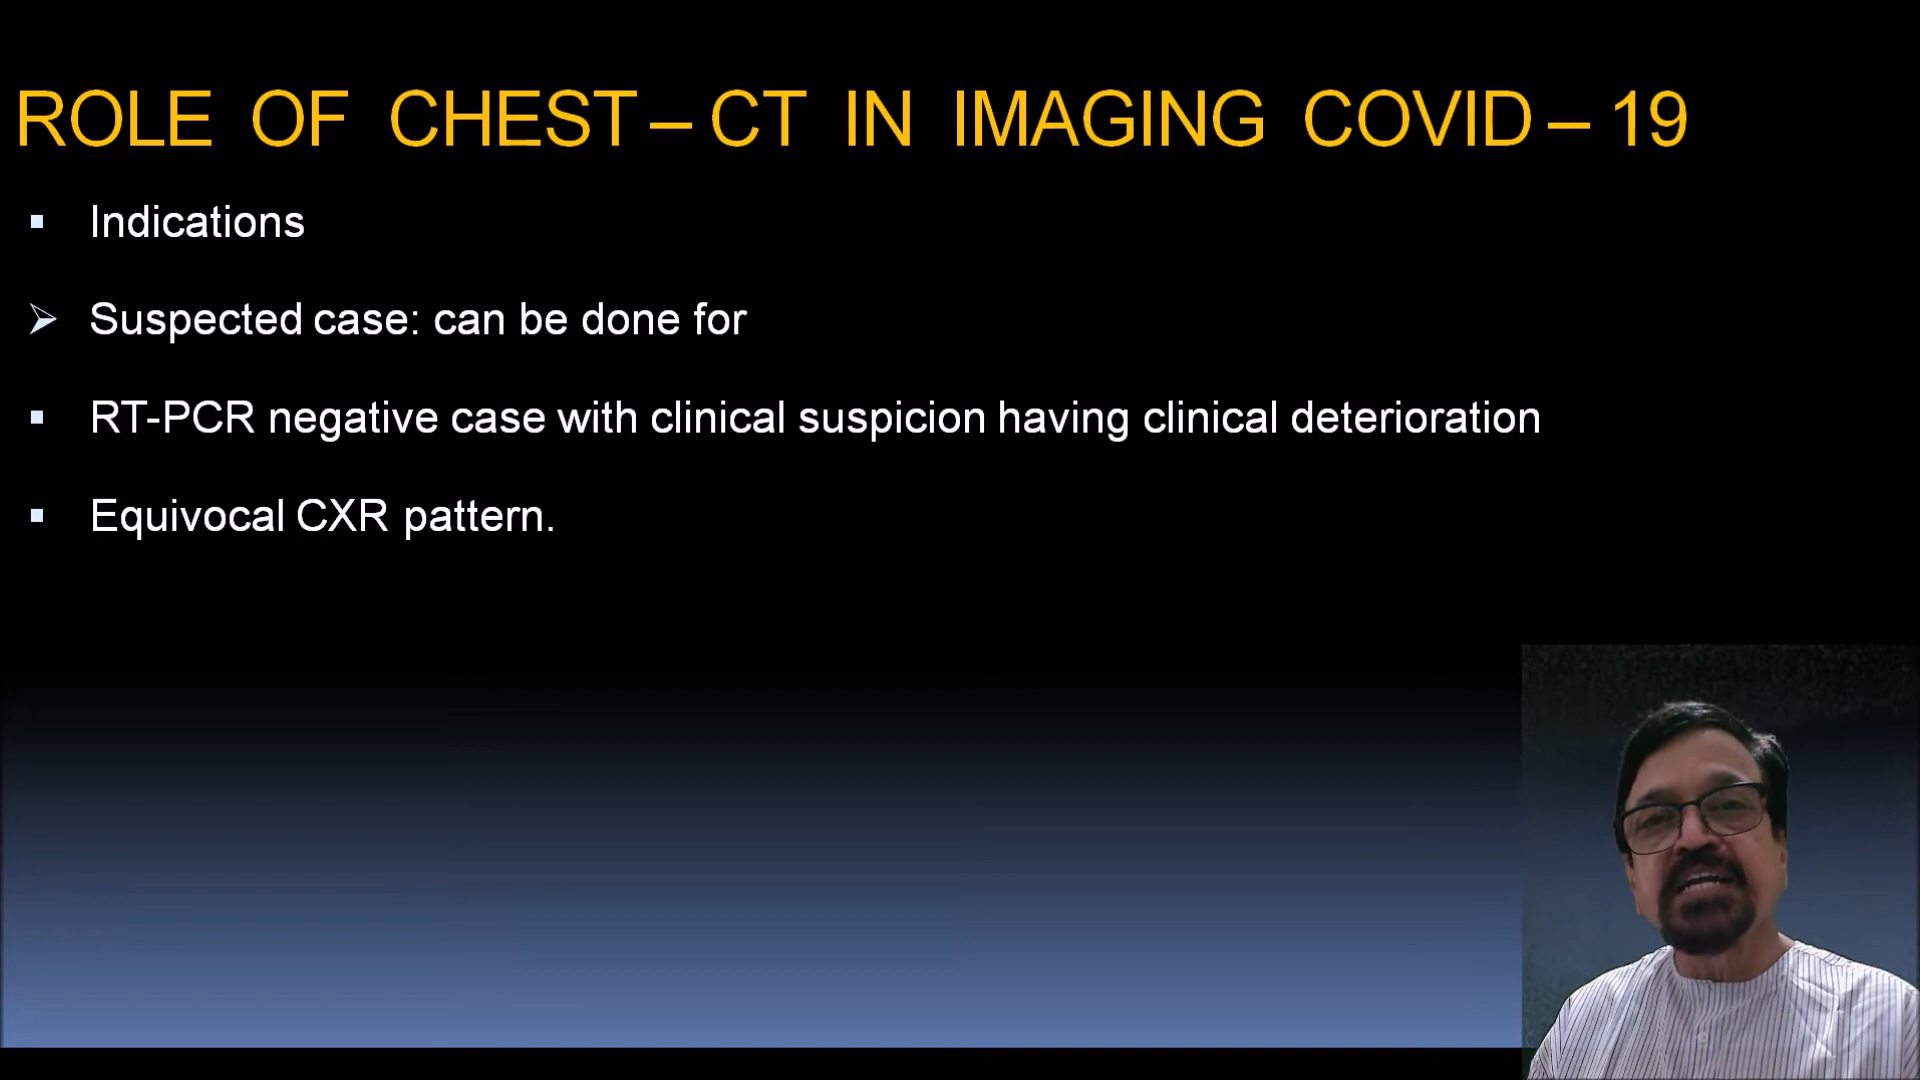 ROLE OF CHEST – CT IN IMAGING COVID – 19
Indications
Suspected case: can be done for
RT-PCR negative case with clinical suspicion having clinical deterioration
Equivocal CXR pattern.